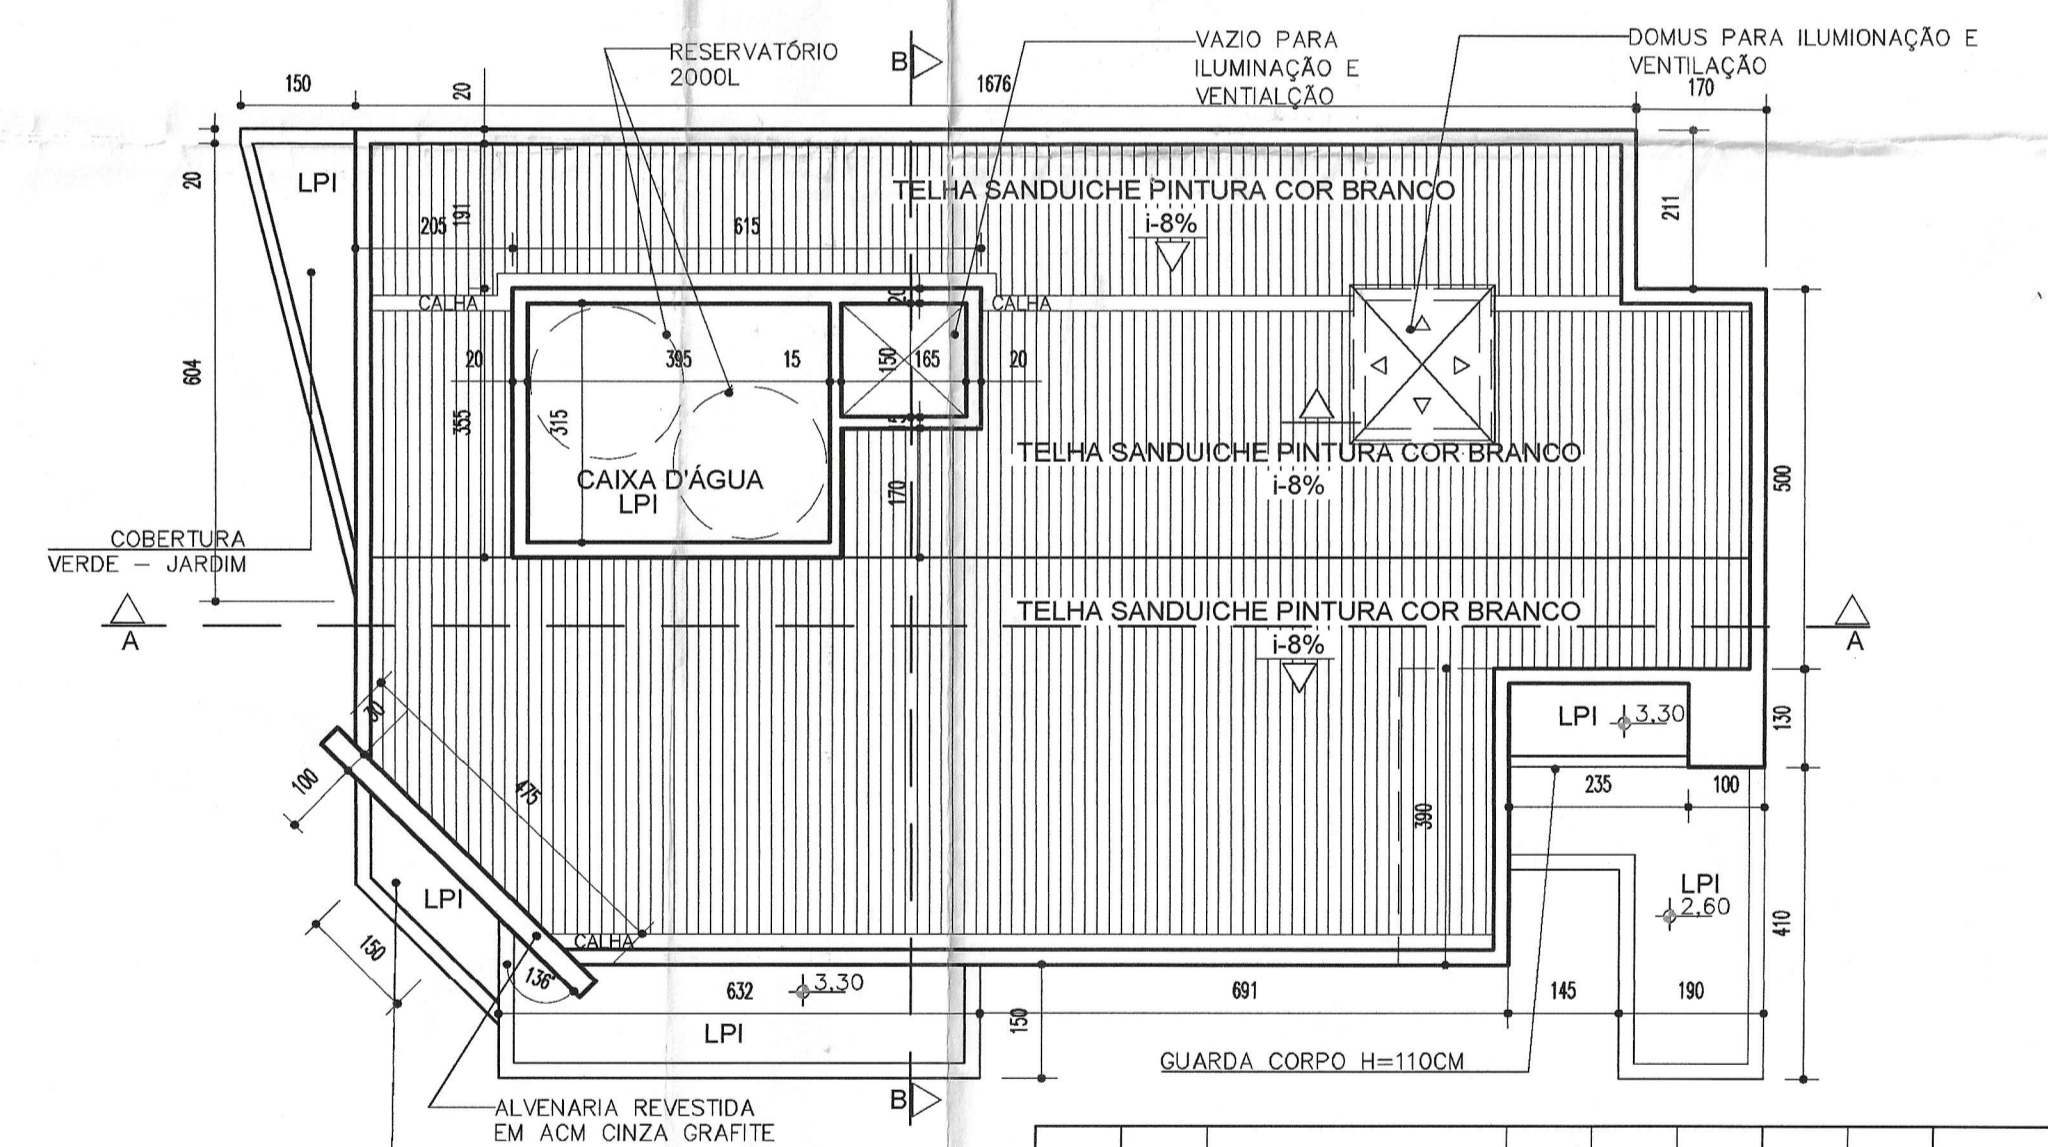 RESERVATÓRIO
2000L
B
VAZIO PARA
ILUMINAÇÃO E
VENTIALÇÃO
DOMUS PARA ILUMIONAÇÃO E
VENTILAÇÃO
150
20
1676
170
20
LPI
TELHA SANDUICHE PINTURA COR BRANCO
i-8%
205
191
615
211
CALHA
20
CALHA
604
20
395
15
150
165
20
355
315
15
TELHA SANDUICHE PINTURA COR BRANCO
i-8%
170
500
CAIXA D'ÁGUA
LPI
COBERTURA
VERDE – JARDIM
A
TELHA SANDUICHE PINTURA COR BRANCO
i-8%
A
30
LPI
3,30
130
100
475
235
100
390
LPI
2,60
LPI
410
150
CALHA
136°
632
3,30
691
145
190
LPI
150
GUARDA CORPO H=110CM
B
ALVENARIA REVESTIDA
EM ACM CINZA GRAFITE